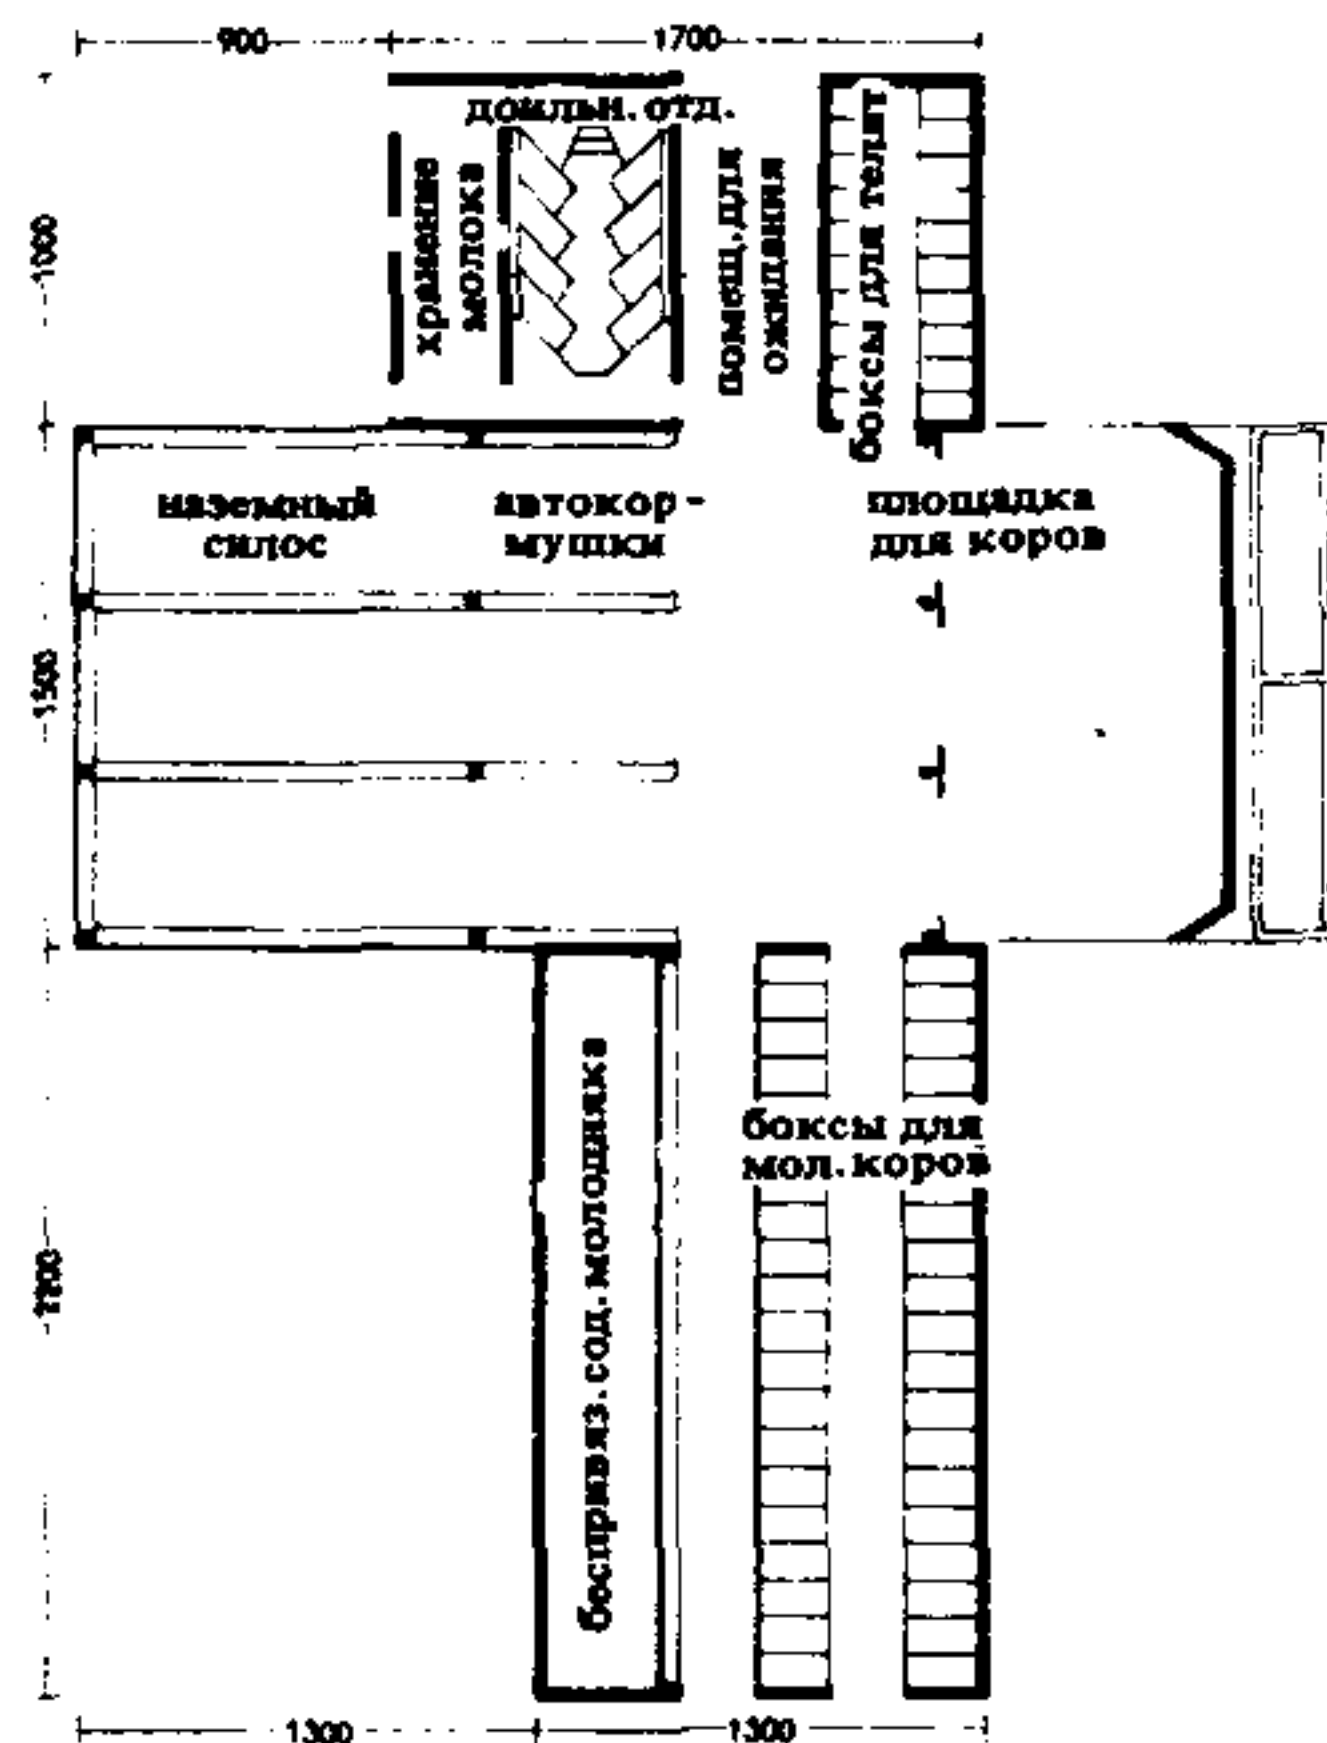 900
1700
доильн. отд.
хранение
молока
помещ. для
ожидания
боксы для телят
1000
наземный
силос
автокор-
мушки
площадка
для коров
1500
боксы для
мол. коров
беспривяз. сод. молодняка
1300
1300